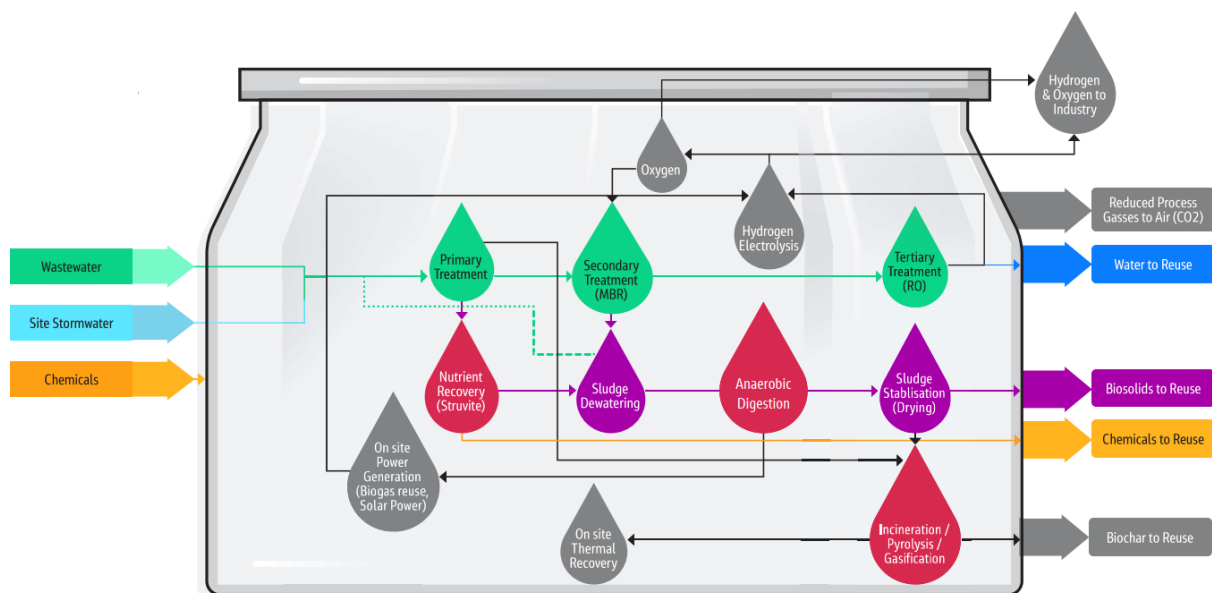 Hydrogen
& Oxygen to
Industry
Oxygen
Reduced Process
Gasses to Air (CO2)
Hydrogen
Electrolysis
Primary
Treatment
Secondary
Treatment
(MBR)
Tertiary
Treatment
(RO)
Wastewater
Water to Reuse
Site Stormwater
Chemicals
Nutrient
Recovery
(Struvite)
Sludge
Dewatering
Anaerobic
Digestion
Sludge
Stablisation
(Drying)
Biosolids to Reuse
Chemicals to Reuse
On site
Power
Generation
(Biogas reuse,
Solar Power)
On site
Thermal
Recovery
Incineration /
Pyrolysis /
Gasification
Biochar to Reuse